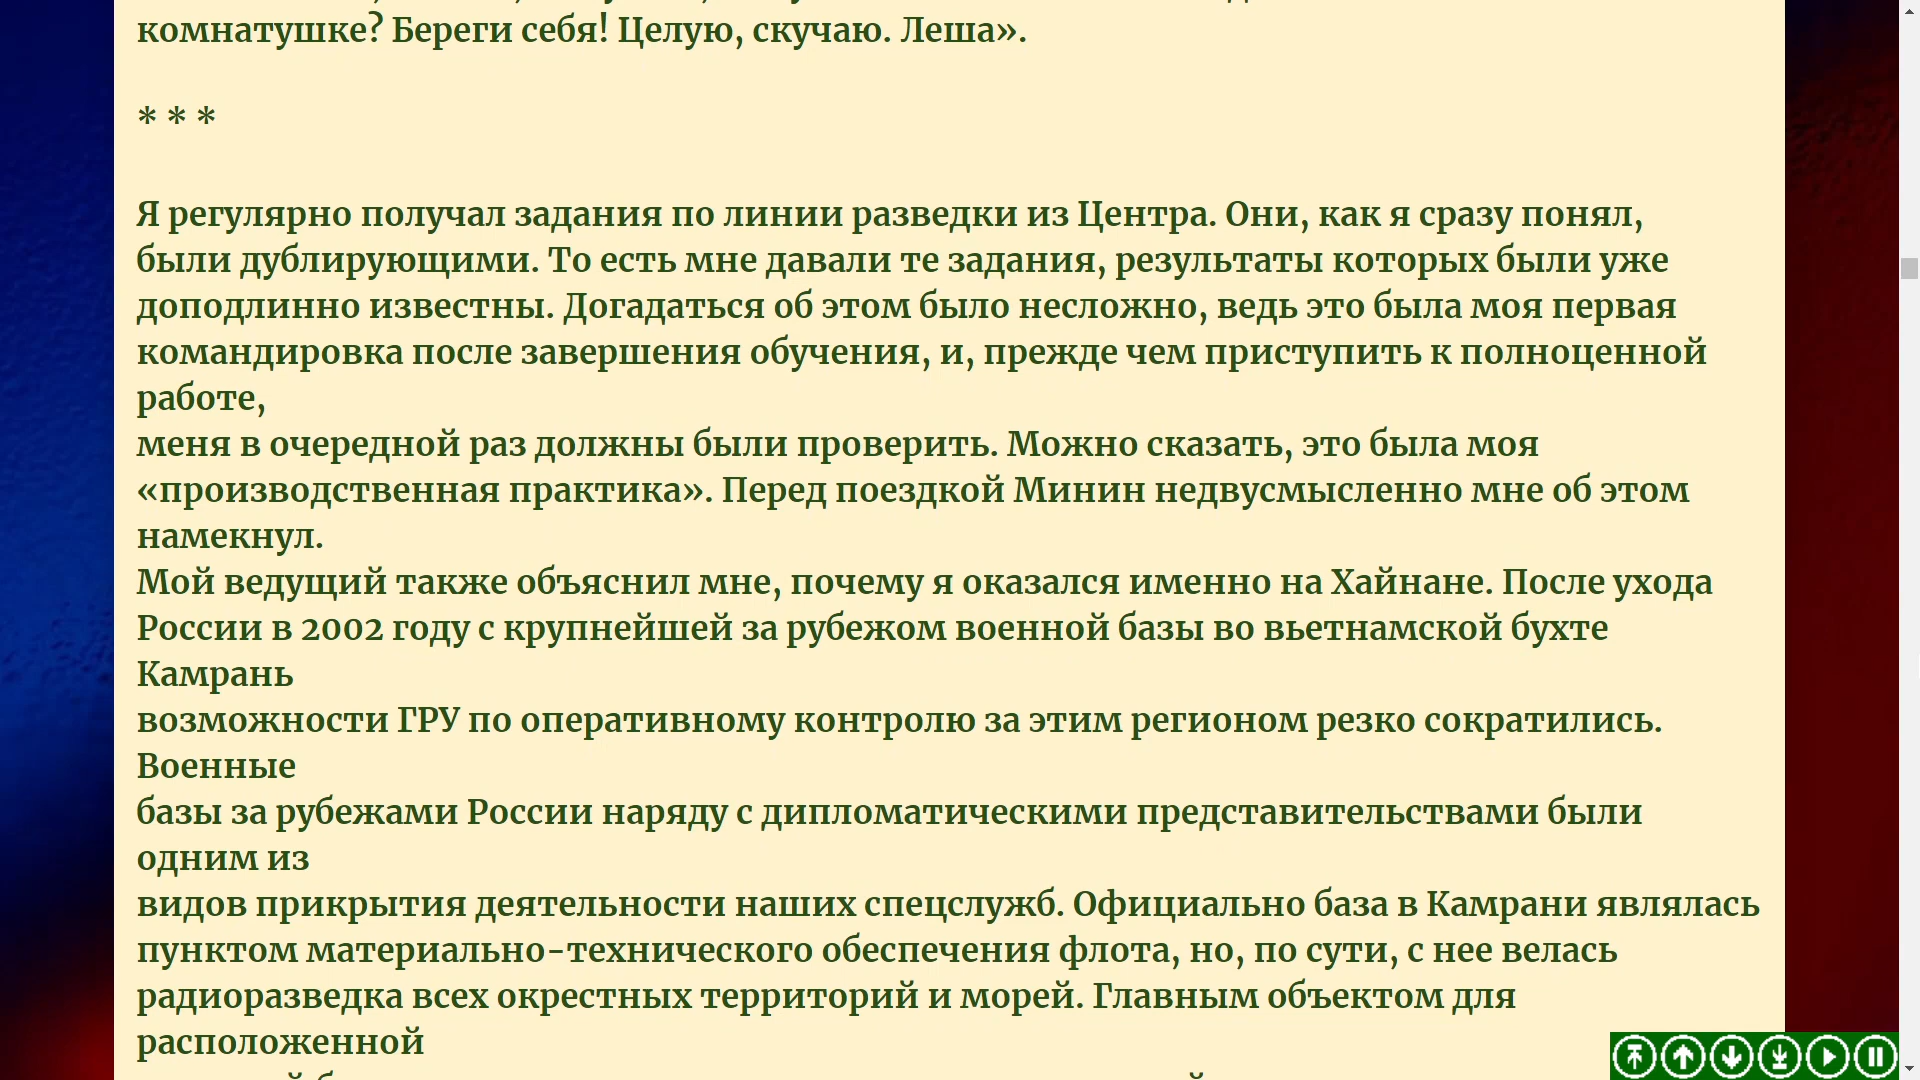 комнатушке? Береги себя! Целую, скучаю. Леша».
* * *
Я регулярно получал задания по линии разведки из Центра. Они, как я сразу понял,
были дублирующими. То есть мне давали те задания, результаты которых были уже
доподлинно известны. Догадаться об этом было несложно, ведь это была моя первая
командировка после завершения обучения, и, прежде чем приступить к полноценной
работе,
меня в очередной раз должны были проверить. Можно сказать, это была моя
«производственная практика». Перед поездкой Минин недвусмысленно мне об этом
намекнул.
Мой ведущий также объяснил мне, почему я оказался именно на Хайнане. После ухода
России в 2002 году с крупнейшей за рубежом военной базы во вьетнамской бухте
Камрань
возможности ГРУ по оперативному контролю за этим регионом резко сократились.
Военные
базы за рубежами России наряду с дипломатическими представительствами были
одним из
видов прикрытия деятельности наших спецслужб. Официально база в Камрани являлась
пунктом материально-технического обеспечения флота, но, по сути, с нее велась
радиоразведка всех окрестных территорий и морей. Главным объектом для
расположенной